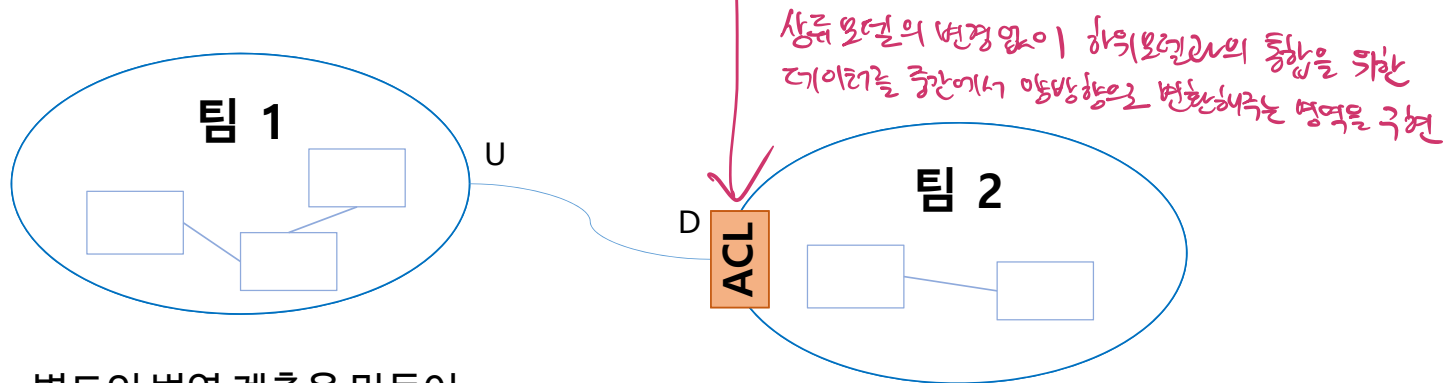 상류 모델의 변경 없이 하위모델과의 통합을 위한
데이터를 중간에서 양방향으로 변환해주는 영역을 구현
팀 1
U
팀 2
D
ACL